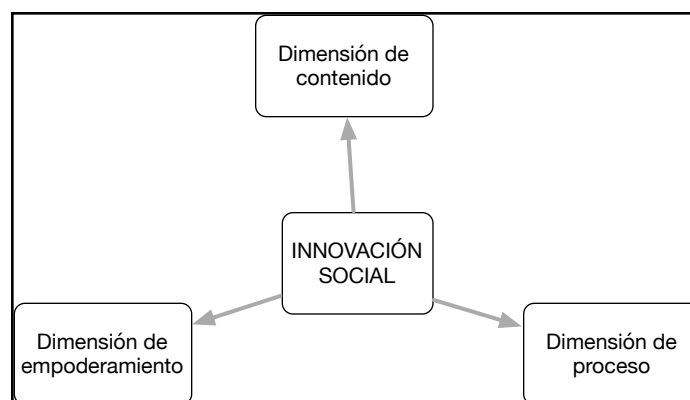 Dimensión de
contenido
INNOVACIÓN
SOCIAL
Dimensión de
empoderamiento
Dimensión de
proceso